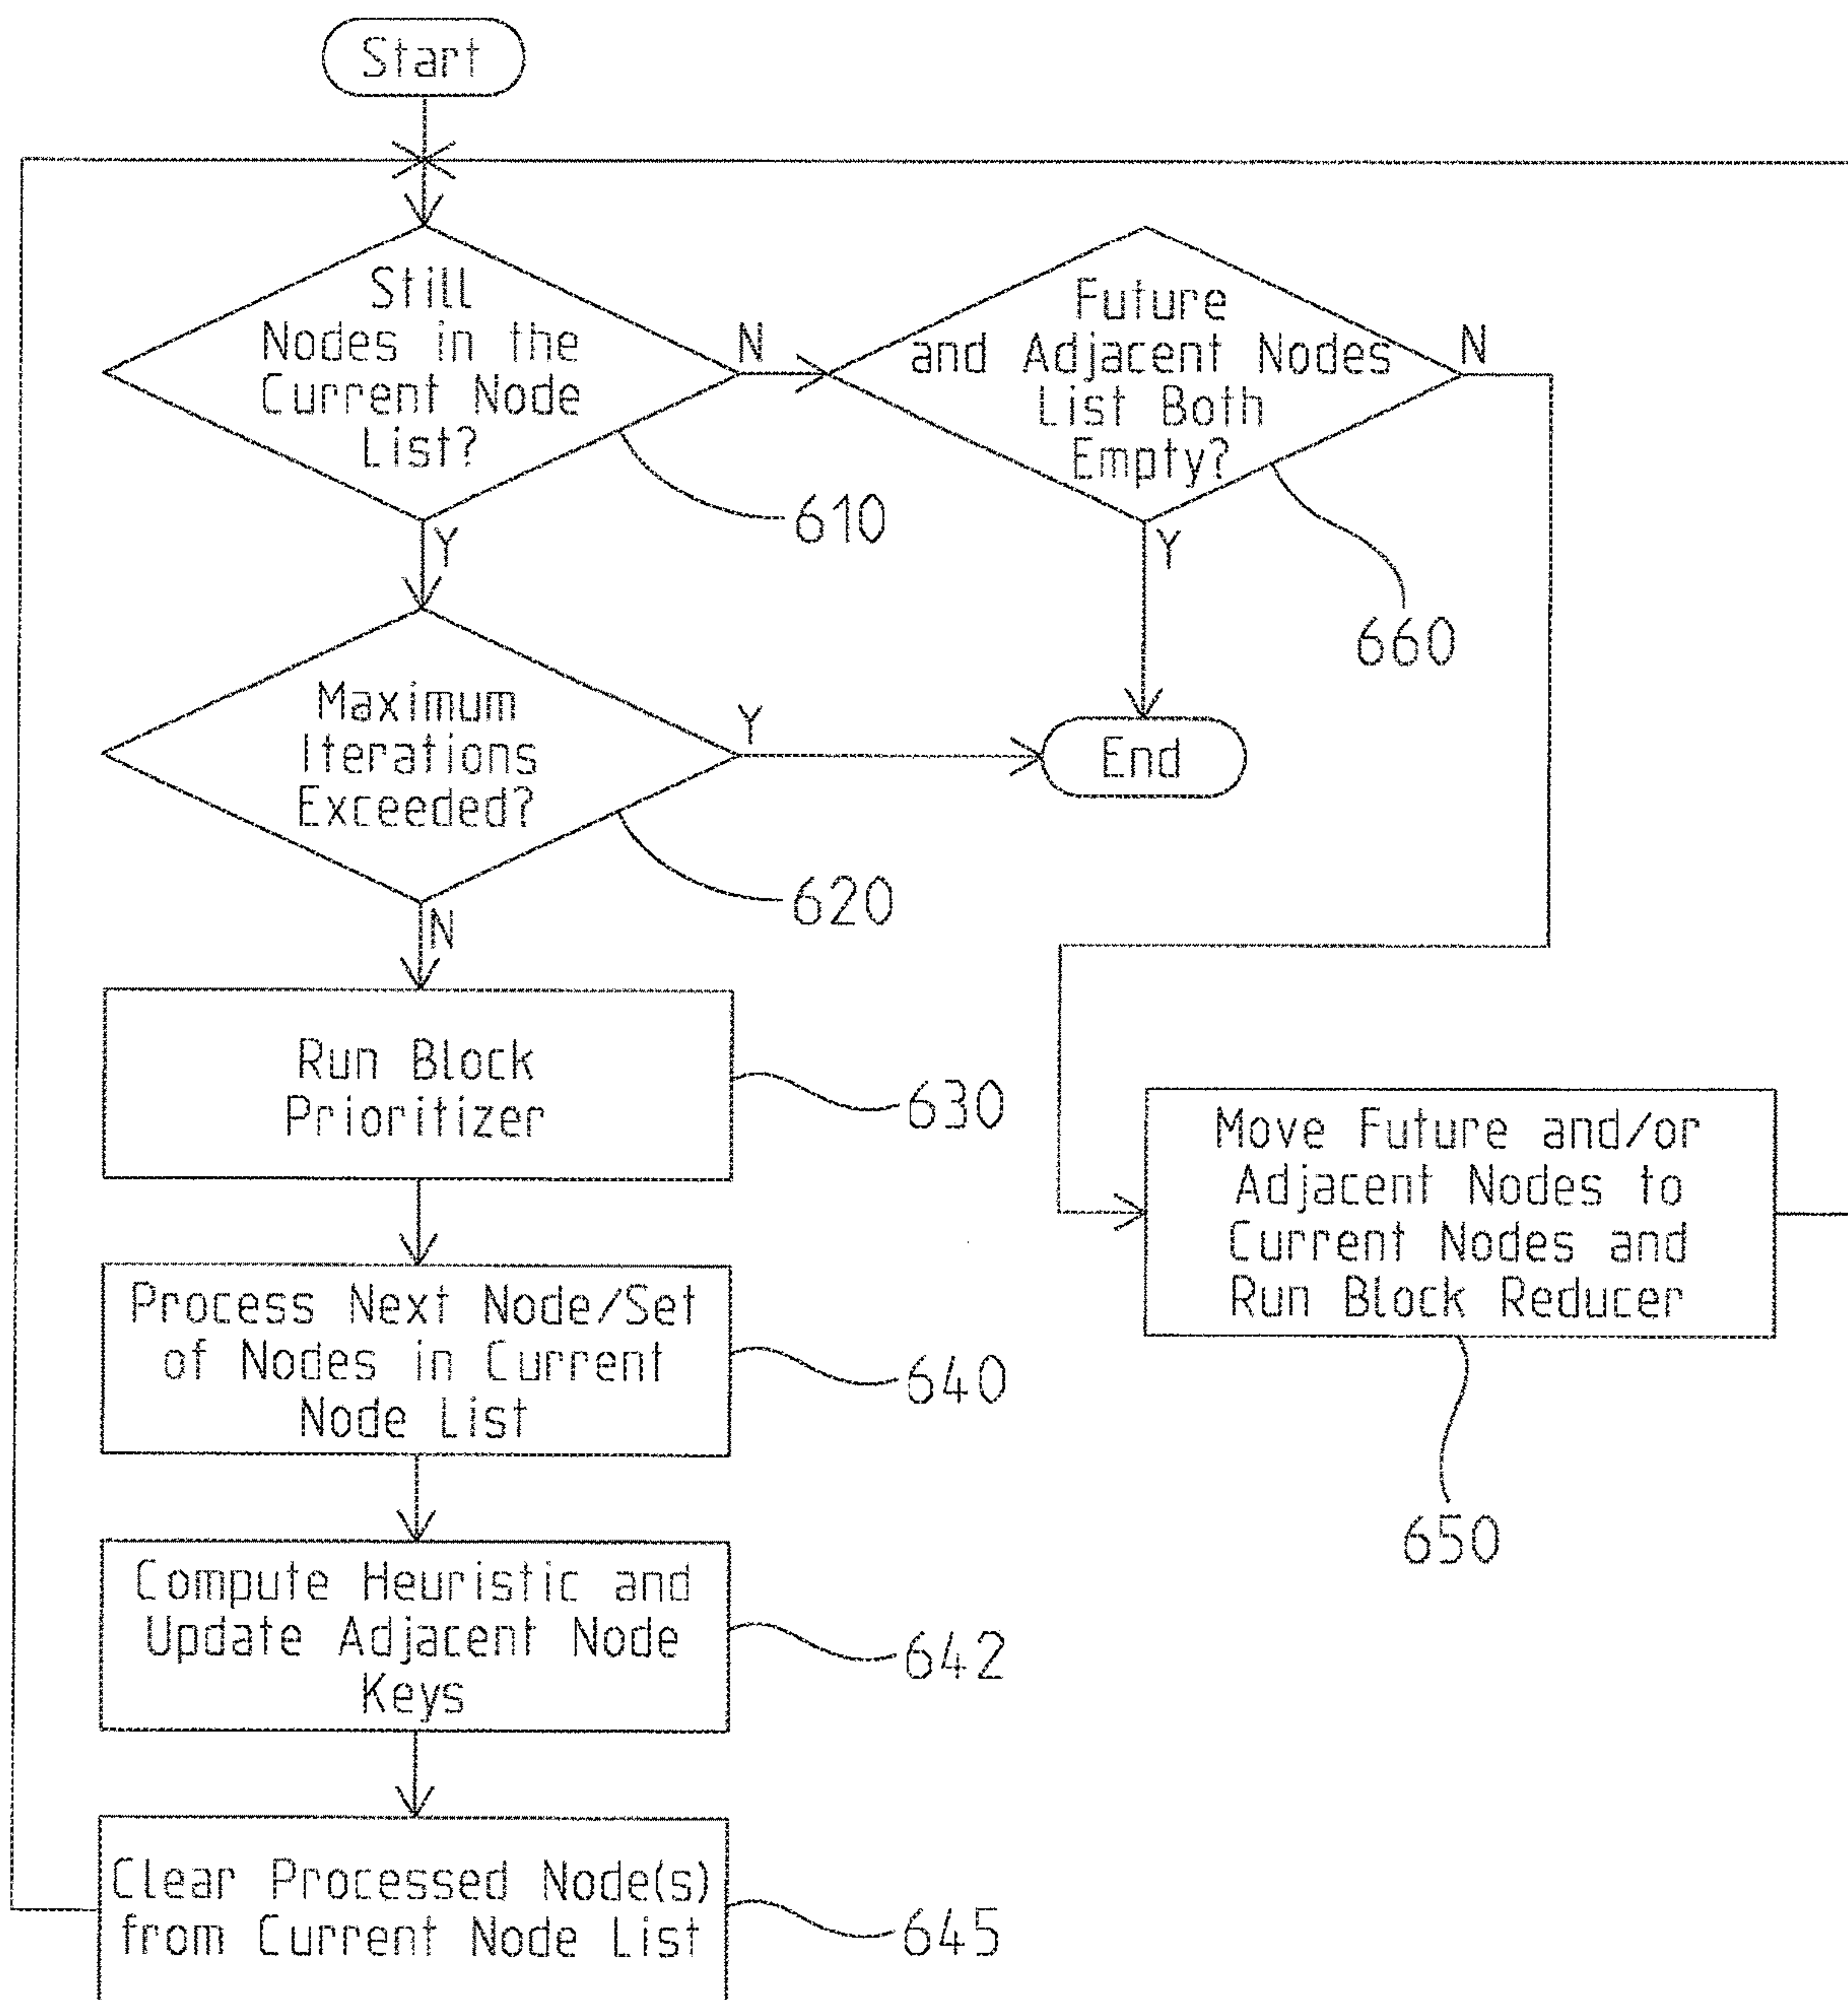 Start
Still
Nodes in the
Current Node
List?
N
Y
610
Future
and Adjacent Nodes
List Both
Empty?
N
Y
660
Maximum
Iterations
Exceeded?
Y
N
620
End
Run Block
Prioritizer
630
Process Next Node/Set
of Nodes in Current
Node List
640
Compute Heuristic and
Update Adjacent Node
Keys
642
Clear Processed Node(s)
from Current Node List
645
Move Future and/or
Adjacent Nodes to
Current Nodes and
Run Block Reducer
650